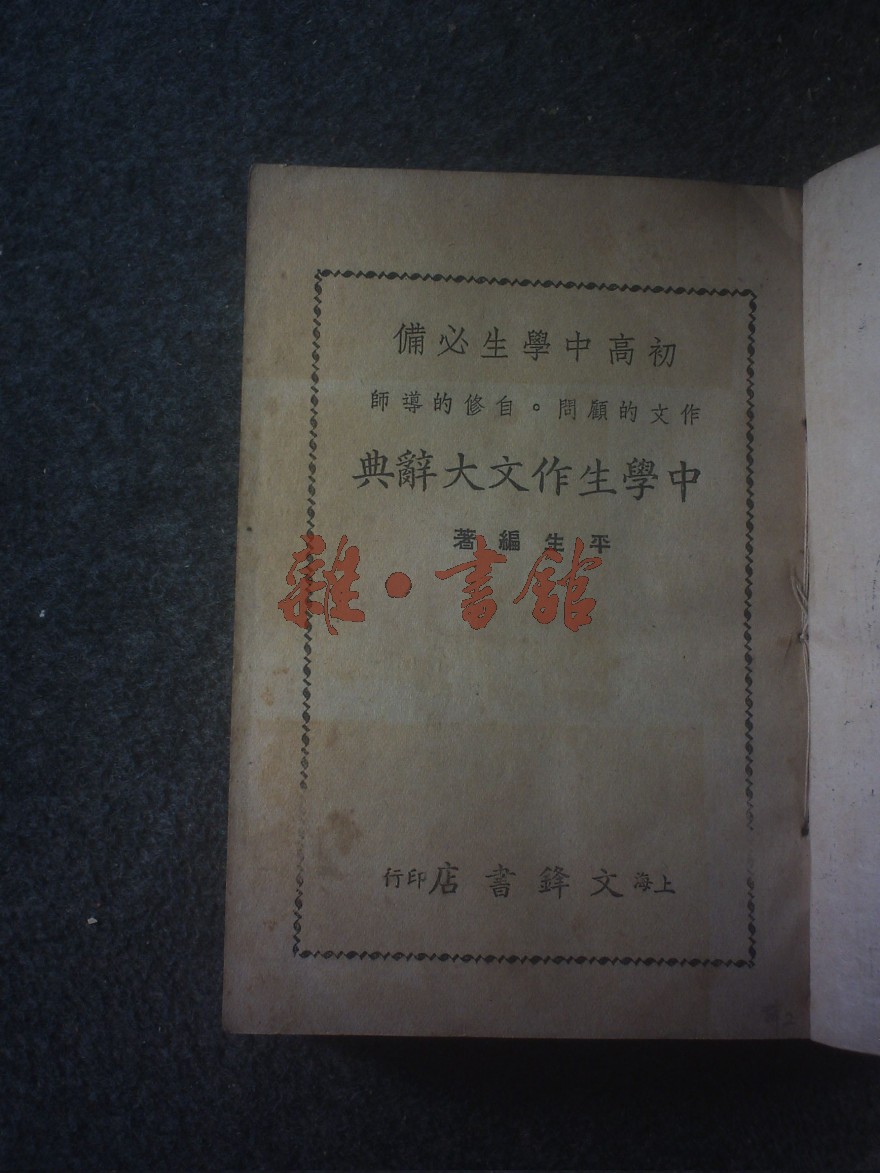 初高中學生必備
作文的顧問。自修的導師
中學生作文大辭典
平生編著
雜·書館
上海文鋒書店印行